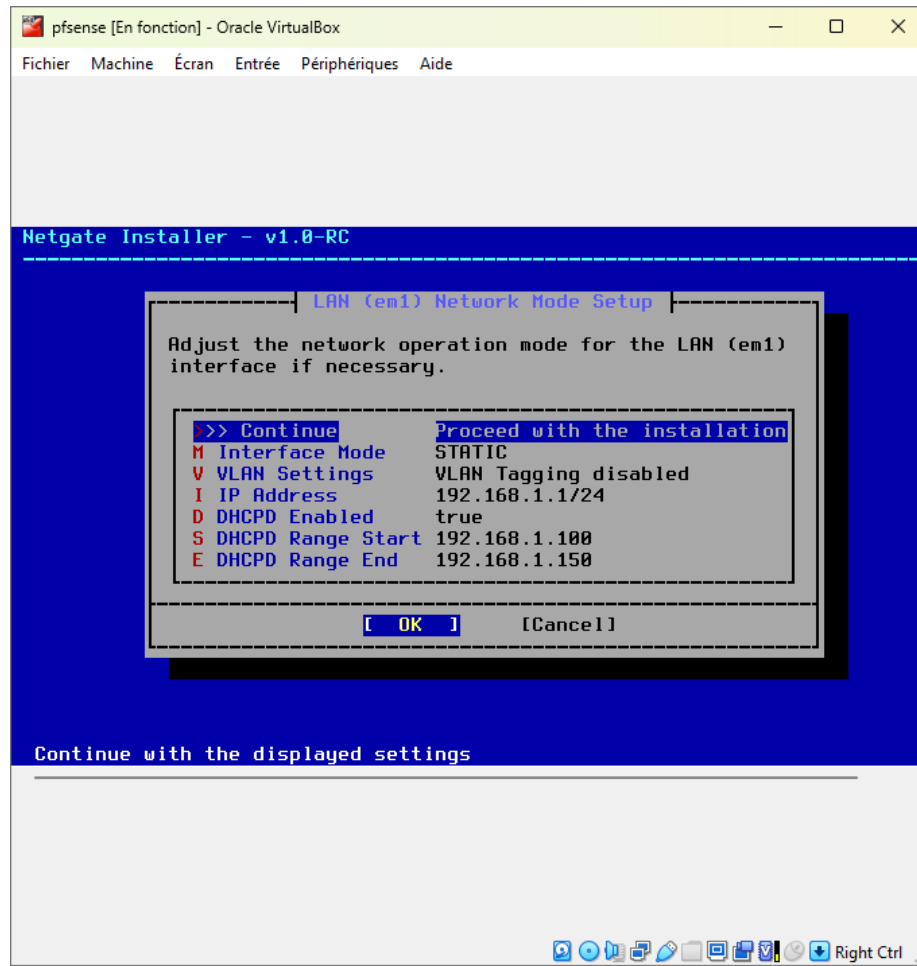 pfsense [En fonction] - Oracle VirtualBox
Fichier Machine Écran Entrée Périphériques Aide
Netgate Installer - v1.0-RC
LAN (em1) Network Mode Setup
Adjust the network operation mode for the LAN (em1)
interface if necessary.
>>> Continue Proceed with the installation
M Interface Mode STATIC
V VLAN Settings VLAN Tagging disabled
I IP Address 192.168.1.1/24
D DHCPD Enabled true
S DHCPD Range Start 192.168.1.100
E DHCPD Range End 192.168.1.150
[ OK ] [Cancel]
Continue with the displayed settings
Right Ctrl